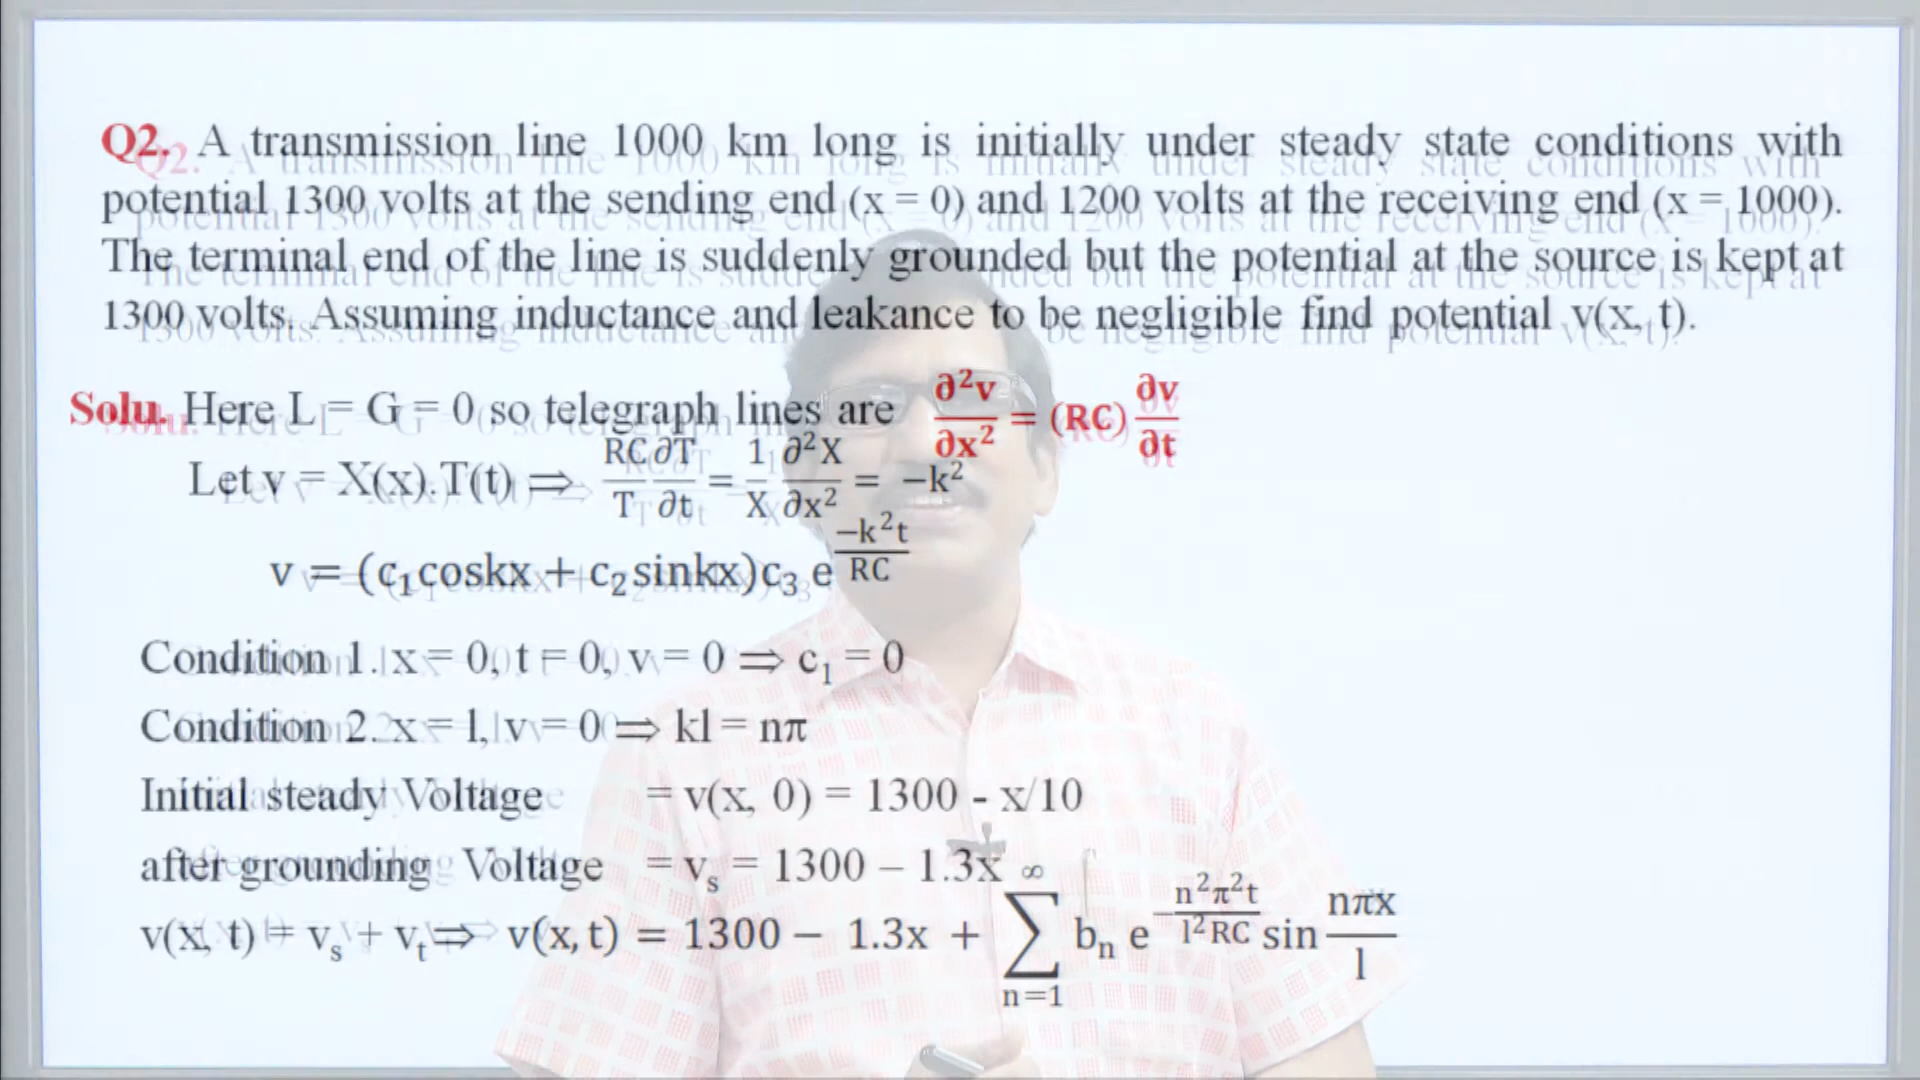 Q2. A transmission line 1000 km long is initially under steady state conditions with
potential 1300 volts at the sending end (x = 0) and 1200 volts at the receiving end (x = 1000).
The terminal end of the line is suddenly grounded but the potential at the source is kept at
1300 volts. Assuming inductance and leakance to be negligible find potential v(x, t).
Solu. Here L = G = 0 so telegraph lines are ∂²v/∂x² = (RC) ∂v/∂t
Let v = X(x).T(t) ⇒ RC/T ∂T/∂t = 1/X ∂²X/∂x² = −k²
v = (c₁coskx + c₂sinkx)c₃ e^(−k²t/RC)
Condition 1. x = 0, t = 0, v = 0 ⇒ c₁ = 0
Condition 2. x = l, v = 0 ⇒ kl = nπ
Initial steady Voltage = v(x, 0) = 1300 - x/10
after grounding Voltage = vₛ = 1300 – 1.3x
v(x, t) = vₛ + vₜ ⇒ v(x, t) = 1300 − 1.3x + ∑_{n=1}^{∞} bₙ e^(−n²π²t/l²RC) sin nπx/l